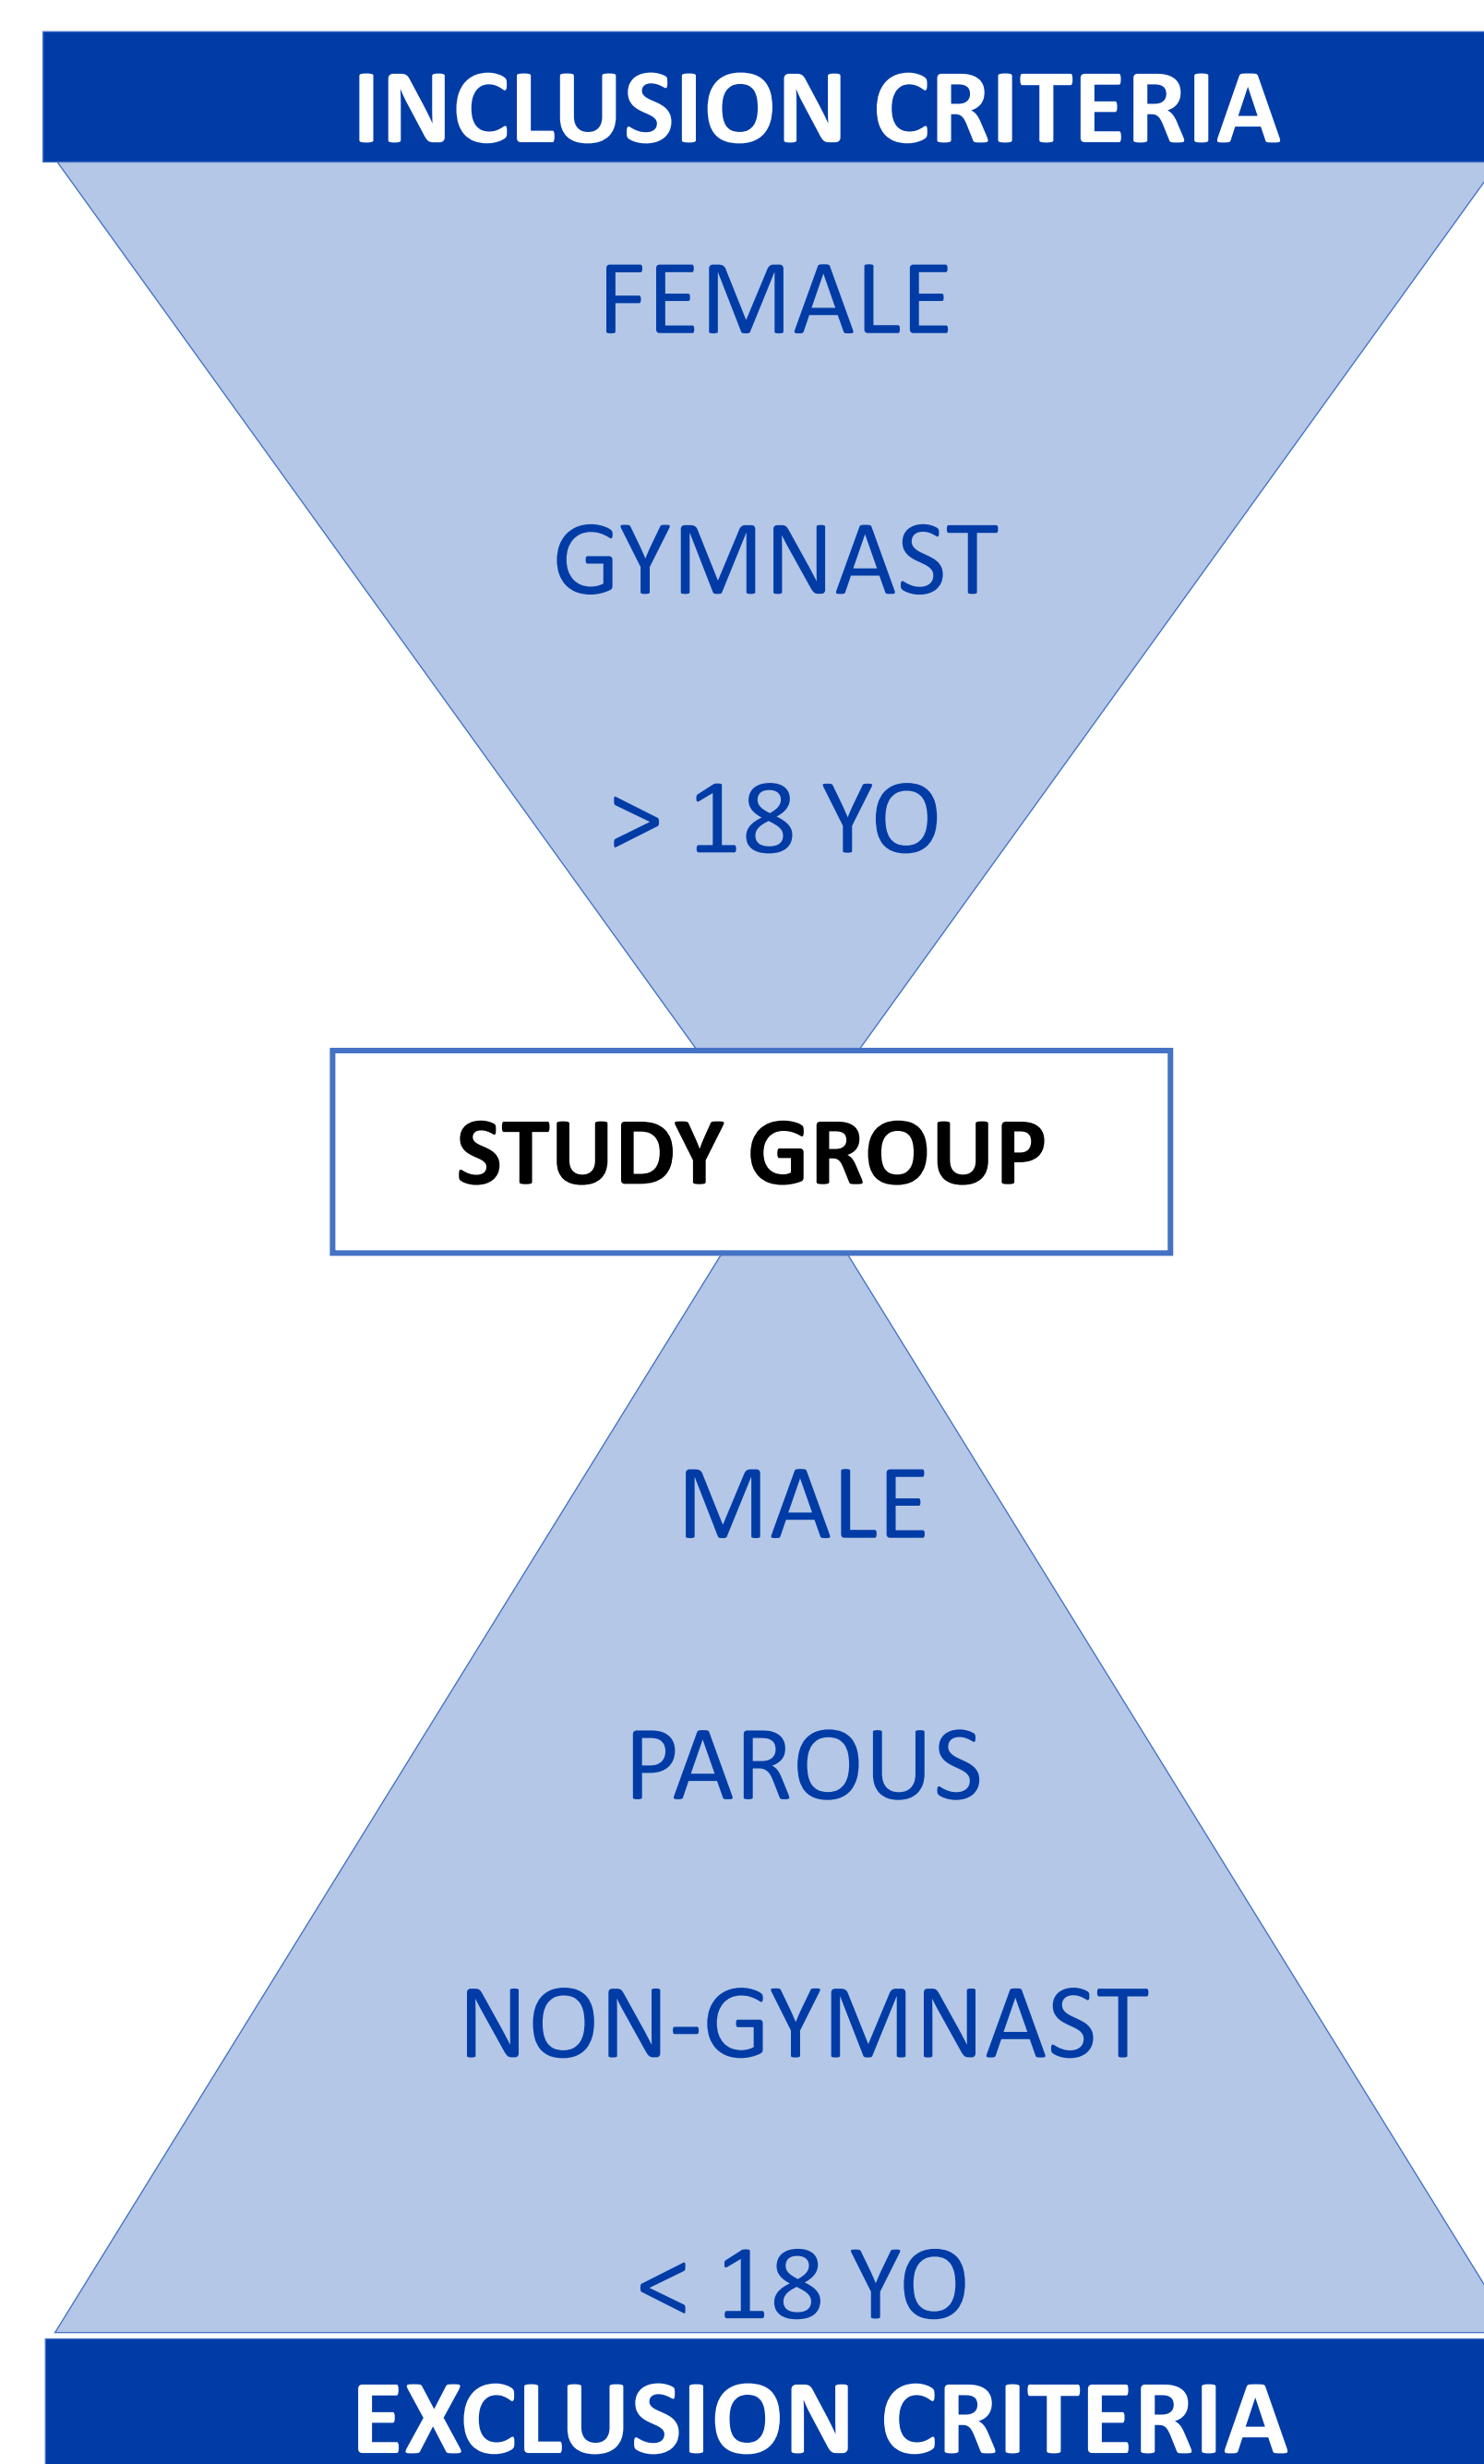 INCLUSION CRITERIA
FEMALE
GYMNAST
> 18 YO
STUDY GROUP
MALE
PAROUS
NON-GYMNAST
< 18 YO
EXCLUSION CRITERIA